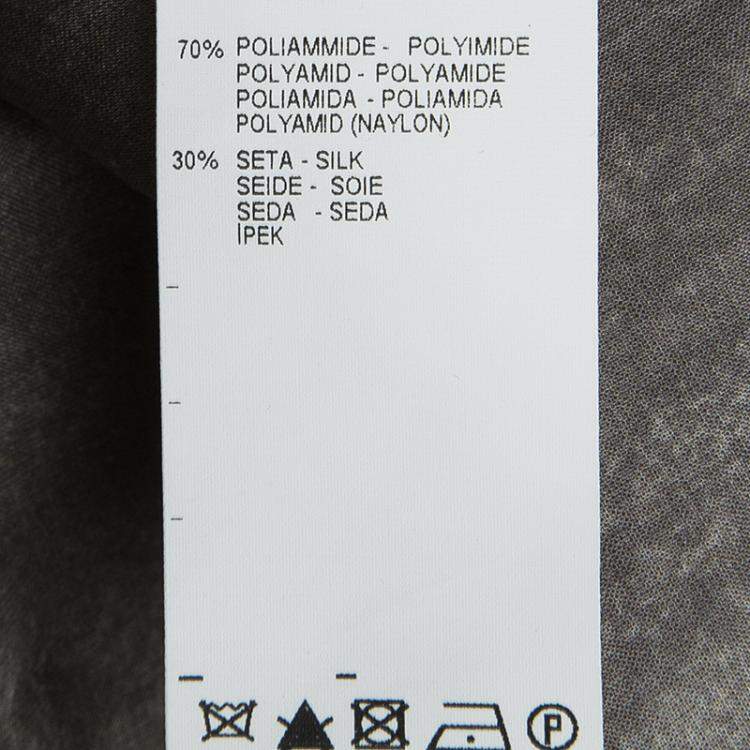 70% POLIAMMIDE - POLYIMIDE
POLYAMID - POLYAMIDE
POLIAMIDA - POLIAMIDA
POLYAMID (NAYLON)
30% SETA - SILK
SEIDE - SOIE
SEDA - SEDA
İPEK
P